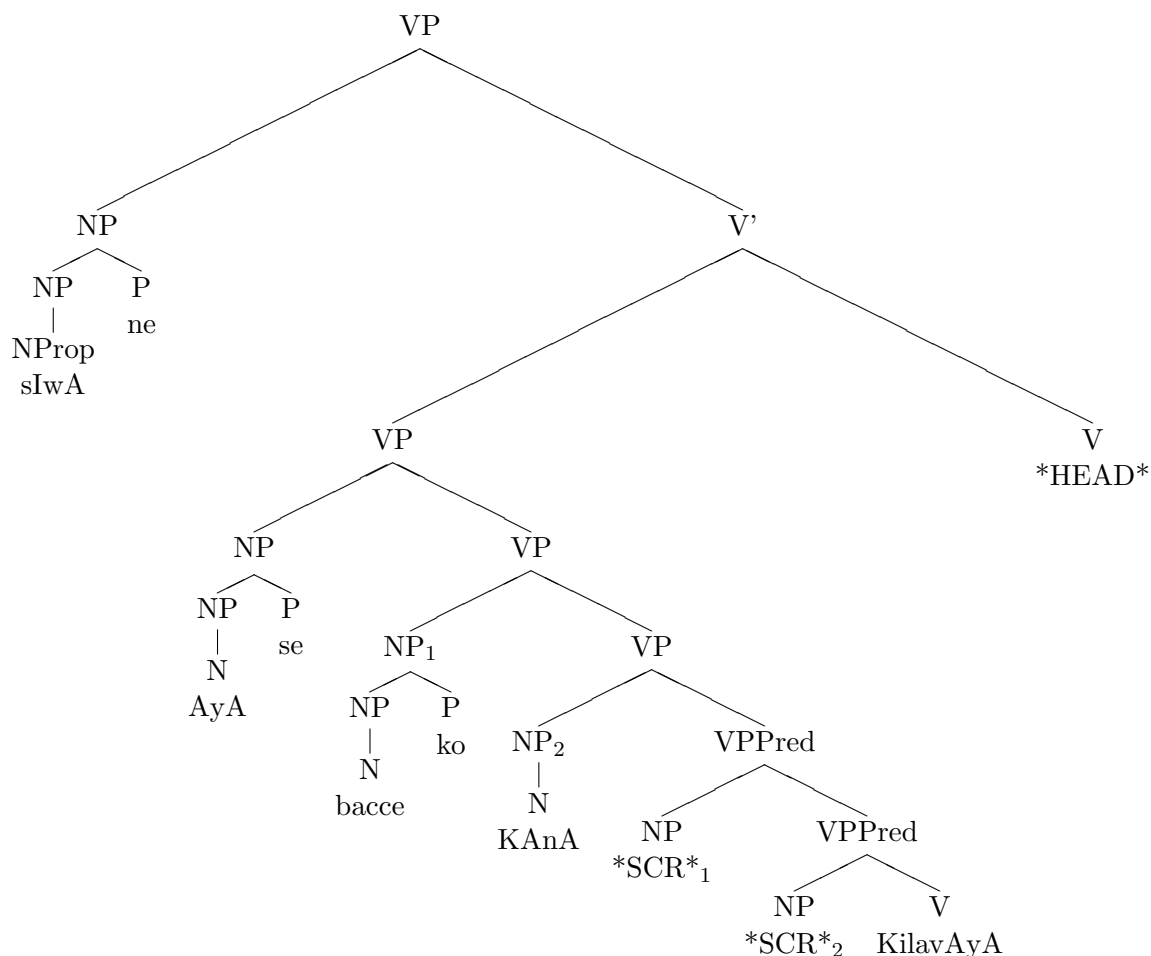 VP
NP V'
NP P
ne
NProp
sIwA
VP V
*HEAD*
NP VP
NP P
se
N
AyA
NP₁ VP
NP P
ko
N
bacce
NP₂ VPPred
N
KAnA
NP VPPred
*SCR*₁
NP V
*SCR*₂ KilavAyA